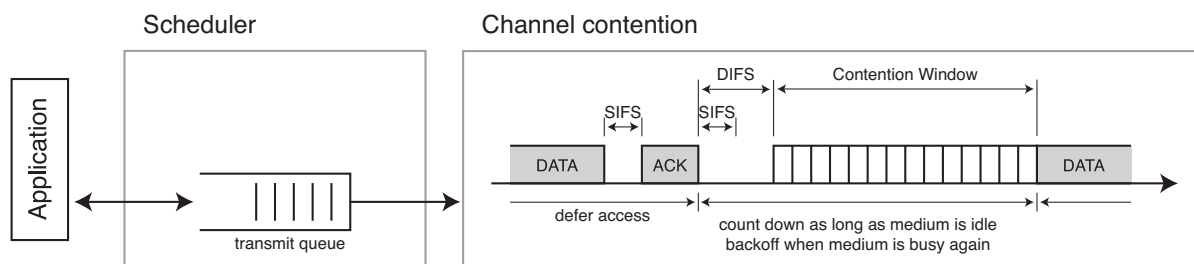 Scheduler
Channel contention
Application
transmit queue
DIFS
Contention Window
SIFS
SIFS
DATA
ACK
DATA
defer access
count down as long as medium is idle
backoff when medium is busy again